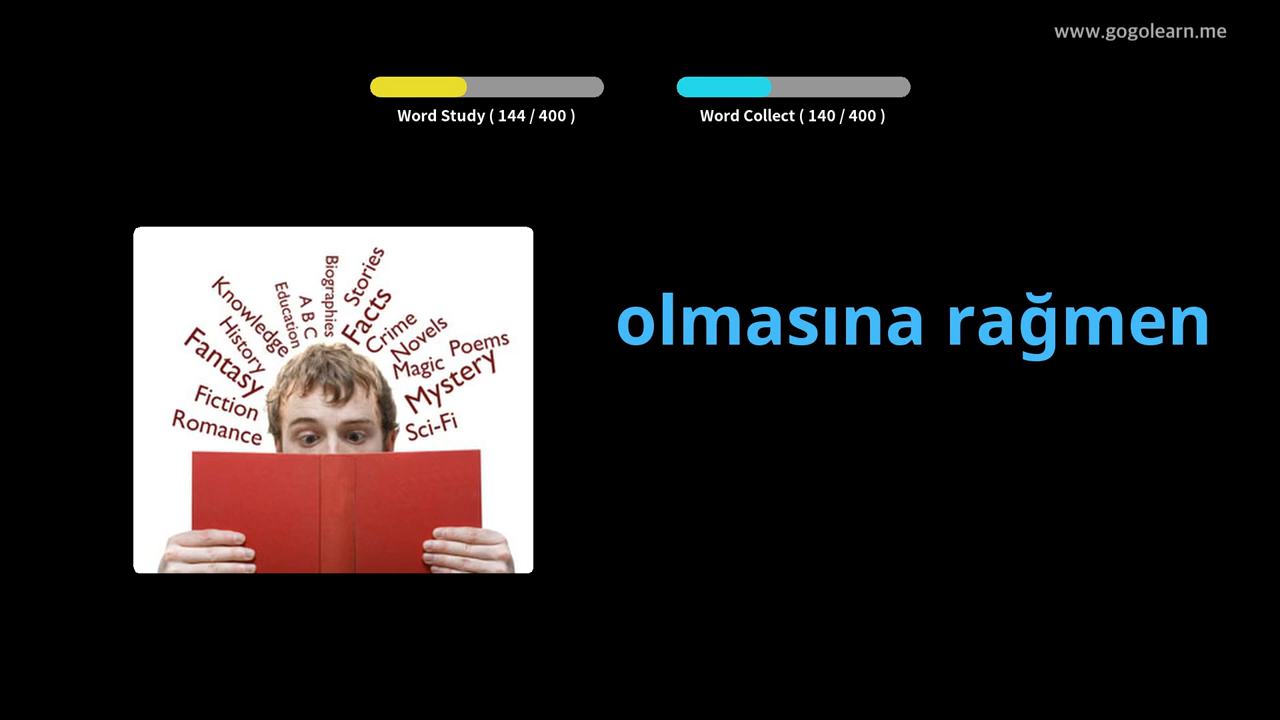 www.gogolearn.me
Word Study ( 144 / 400 )
Word Collect ( 140 / 400 )
olmasına rağmen
Biographies
Stories
Knowledge
Education
A B C
Facts
History
Crime
Novels
Fantasy
Magic
Poems
Mystery
Fiction
Romance
Sci-Fi